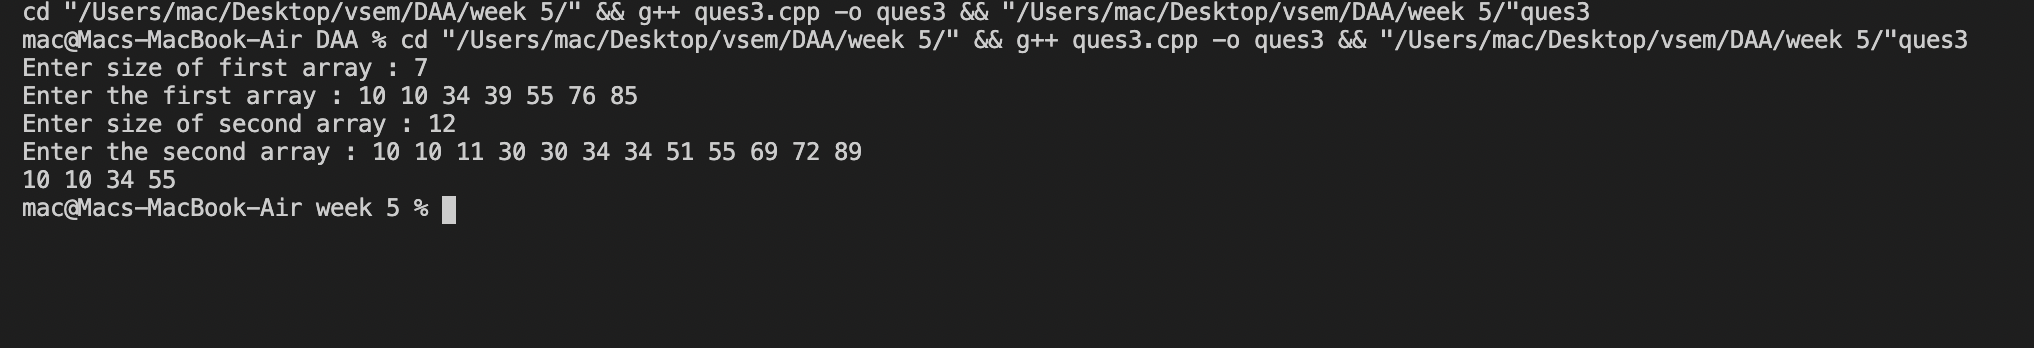 cd "/Users/mac/Desktop/vsem/DAA/week 5/" && g++ ques3.cpp -o ques3 && "/Users/mac/Desktop/vsem/DAA/week 5/"ques3
mac@Macs-MacBook-Air DAA % cd "/Users/mac/Desktop/vsem/DAA/week 5/" && g++ ques3.cpp -o ques3 && "/Users/mac/Desktop/vsem/DAA/week 5/"ques3
Enter size of first array : 7
Enter the first array : 10 10 34 39 55 76 85
Enter size of second array : 12
Enter the second array : 10 10 11 30 30 34 34 51 55 69 72 89
10 10 34 55
mac@Macs-MacBook-Air week 5 %